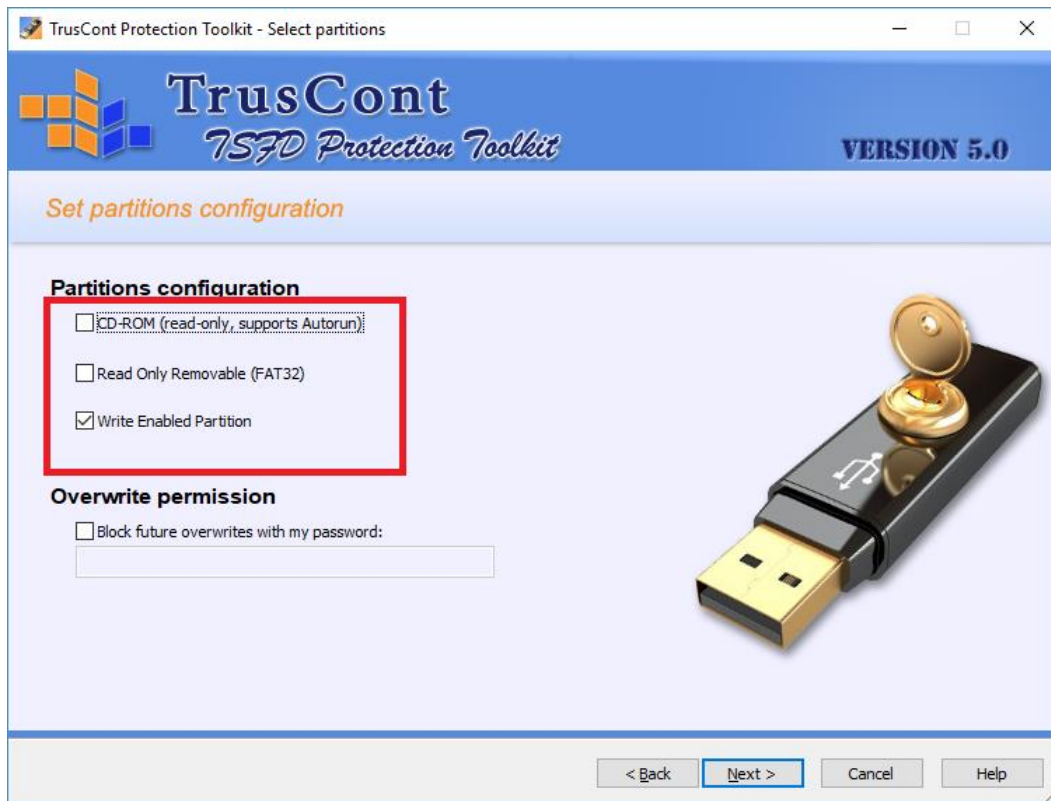 TrusCont Protection Toolkit - Select partitions
TrusCont
TSFD Protection Toolkit
VERSION 5.0
Set partitions configuration
Partitions configuration
CD-ROM (read-only, supports Autorun)
Read Only Removable (FAT32)
Write Enabled Partition
Overwrite permission
Block future overwrites with my password:
< Back
Next >
Cancel
Help